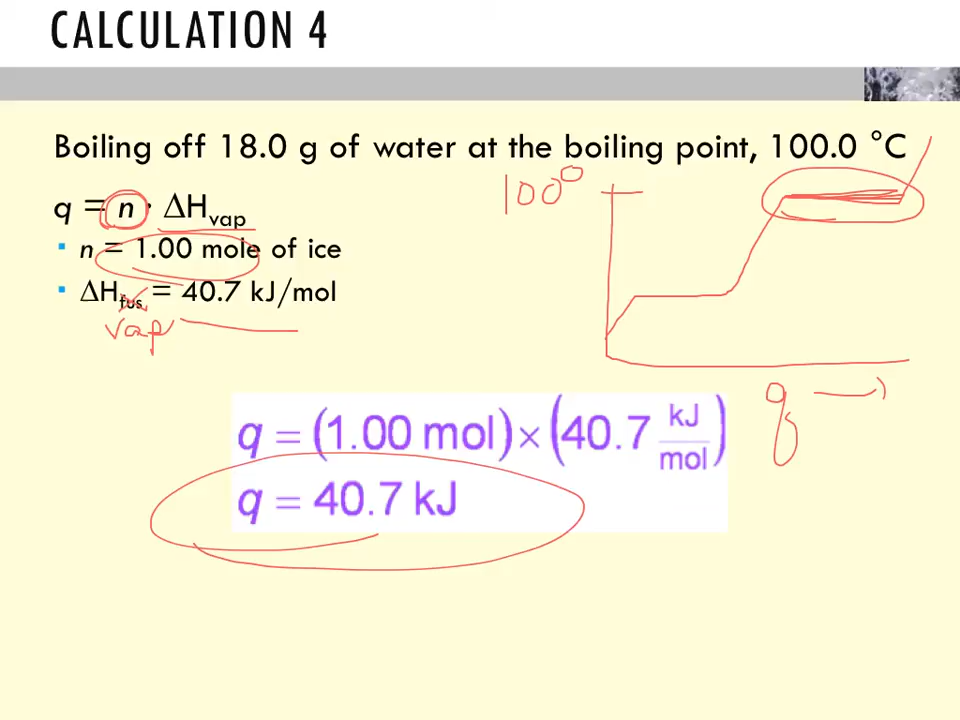 CALCULATION 4
Boiling off 18.0 g of water at the boiling point, 100.0 °C
100°
q = n · ΔHvap
n = 1.00 mole of ice
ΔHfus = 40.7 kJ/mol
vap
q
q = (1.00 mol) × (40.7 kJ/mol)
q = 40.7 kJ